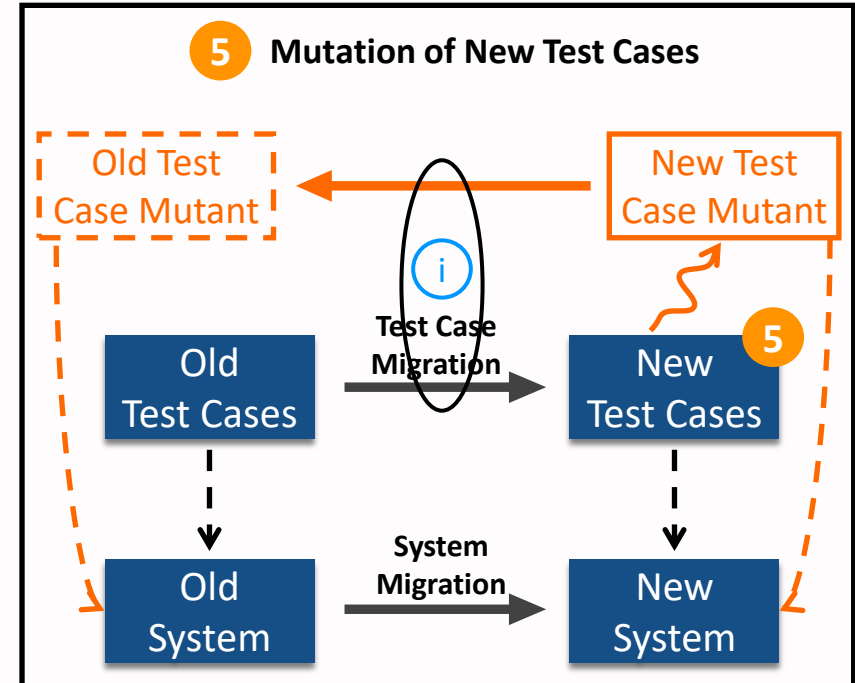 5 Mutation of New Test Cases
Old Test
Case Mutant
New Test
Case Mutant
i
Test Case
Migration
Old
Test Cases
New
Test Cases
5
System
Migration
Old
System
New
System